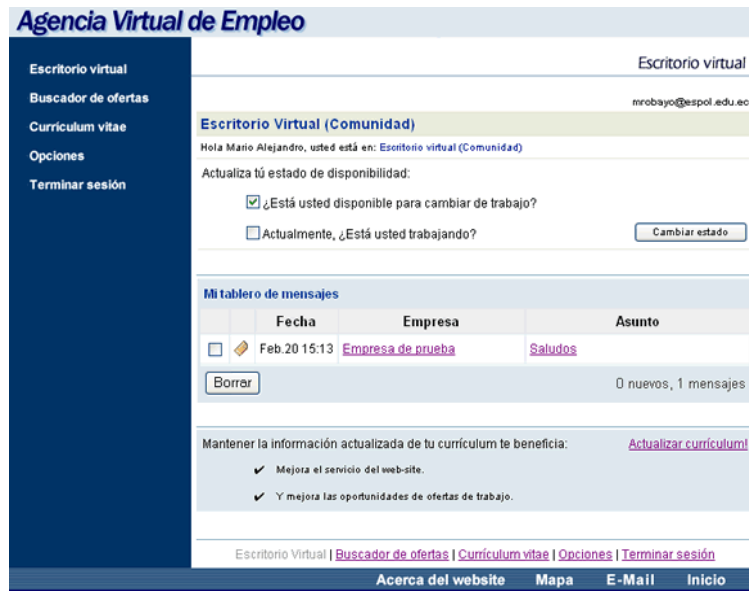 Agencia Virtual de Empleo
Escritorio virtual
Buscador de ofertas
Currículum vitae
Opciones
Terminar sesión
Escritorio virtual
mrobayo@espol.edu.ec
Escritorio Virtual (Comunidad)
Hola Mario Alejandro, usted está en: Escritorio virtual (Comunidad)
Actualiza tú estado de disponibilidad:
¿Está usted disponible para cambiar de trabajo?
Actualmente, ¿Está usted trabajando? Cambiar estado
Mi tablero de mensajes
Fecha Empresa Asunto
Feb.20 15:13 Empresa de prueba Saludos
Borrar 0 nuevos, 1 mensajes
Mantener la información actualizada de tu currículum te beneficia: Actualizar currículum!
Mejora el servicio del web-site.
Y mejora las oportunidades de ofertas de trabajo.
Escritorio Virtual | Buscador de ofertas | Currículum vitae | Opciones | Terminar sesión
Acerca del website Mapa E-Mail Inicio